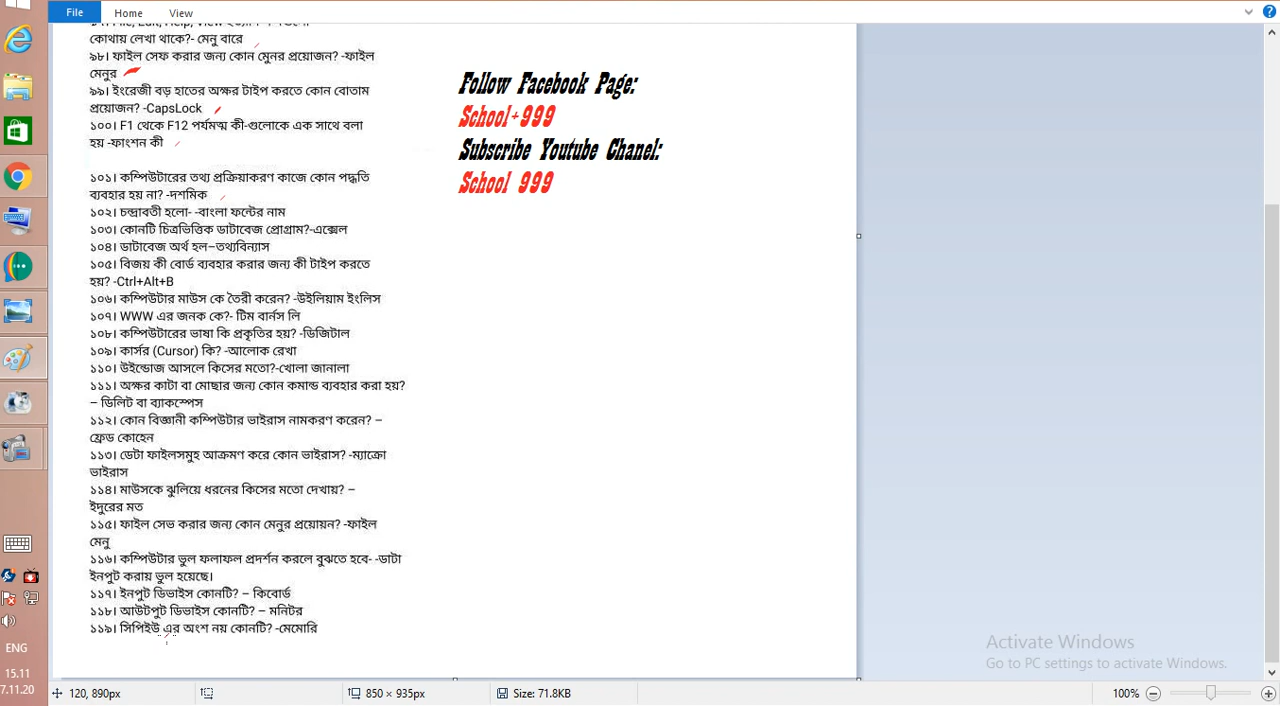 File
Home
View
কোথায় লেখা থাকে?- মেনু বারে
৯৮। ফাইল সেফ করার জন্য কোন মেুনর প্রয়োজন? -ফাইল
মেনুর
৯৯। ইংরেজী বড় হাতের অক্ষর টাইপ করতে কোন বোতাম
প্রয়োজন? -CapsLock
১০০। F1 থেকে F12 পর্যমত্ম কী-গুলোকে এক সাথে বলা
হয় -ফাংশন কী
১০১। কম্পিউটারের তথ্য প্রক্রিয়াকরণ কাজে কোন পদ্ধতি
ব্যবহার হয় না? -দশমিক
১০২। চন্দ্রাবতী হলো- -বাংলা ফন্টের নাম
১০৩। কোনটি চিত্রভিত্তিক ডাটাবেজ প্রোগ্রাম?-এক্সেল
১০৪। ডাটাবেজ অর্থ হল–তথ্যবিন্যাস
১০৫। বিজয় কী বোর্ড ব্যবহার করার জন্য কী টাইপ করতে
হয়? -Ctrl+Alt+B
১০৬। কম্পিউটার মাউস কে তৈরী করেন? -উইলিয়াম ইংলিস
১০৭। WWW এর জনক কে?- টিম বার্নস লি
১০৮। কম্পিউটারের ভাষা কি প্রকৃতির হয়? -ডিজিটাল
১০৯। কার্সর (Cursor) কি? -আলোক রেখা
১১০। উইন্ডোজ আসলে কিসের মতো?-খোলা জানালা
১১১। অক্ষর কাটা বা মোছার জন্য কোন কমান্ড ব্যবহার করা হয়?
– ডিলিট বা ব্যাকস্পেস
১১২। কোন বিজ্ঞানী কম্পিউটার ভাইরাস নামকরণ করেন? –
ফ্রেড কোহেন
১১৩। ডেটা ফাইলসমুহ আক্রমণ করে কোন ভাইরাস? -ম্যাক্রো
ভাইরাস
১১৪। মাউসকে ঝুলিয়ে ধরনের কিসের মতো দেখায়? –
ইদুরের মত
১১৫। ফাইল সেভ করার জন্য কোন মেনুর প্রয়োয়ন? -ফাইল
মেনু
১১৬। কম্পিউটার ভুল ফলাফল প্রদর্শন করলে বুঝতে হবে- -ডাটা
ইনপুট করায় ভুল হয়েছে।
১১৭। ইনপুট ডিভাইস কোনটি? – কিবোর্ড
১১৮। আউটপুট ডিভাইস কোনটি? – মনিটর
১১৯। সিপিইউ এর অংশ নয় কোনটি? -মেমোরি
Follow Facebook Page:
School+999
Subscribe Youtube Chanel:
School 999
Activate Windows
Go to PC settings to activate Windows.
ENG
15.11
7.11.20
120, 890px
850 × 935px
Size: 71.8KB
100%